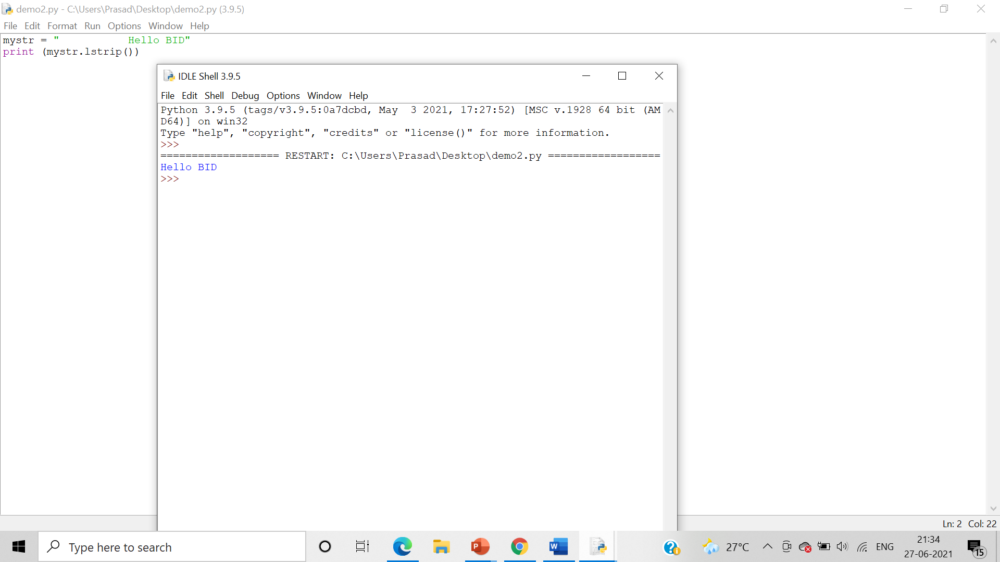 demo2.py - C:\Users\Prasad\Desktop\demo2.py (3.9.5)
File Edit Format Run Options Window Help
mystr = "           Hello BID"
print (mystr.lstrip())
IDLE Shell 3.9.5
File Edit Shell Debug Options Window Help
Python 3.9.5 (tags/v3.9.5:0a7dcbd, May  3 2021, 17:27:52) [MSC v.1928 64 bit (AM
D64)] on win32
Type "help", "copyright", "credits" or "license()" for more information.
>>>
=================== RESTART: C:\Users\Prasad\Desktop\demo2.py ==================
Hello BID
>>>
Ln: 2 Col: 22
Type here to search
P
W
27°C
ENG
21:34
27-06-2021
15